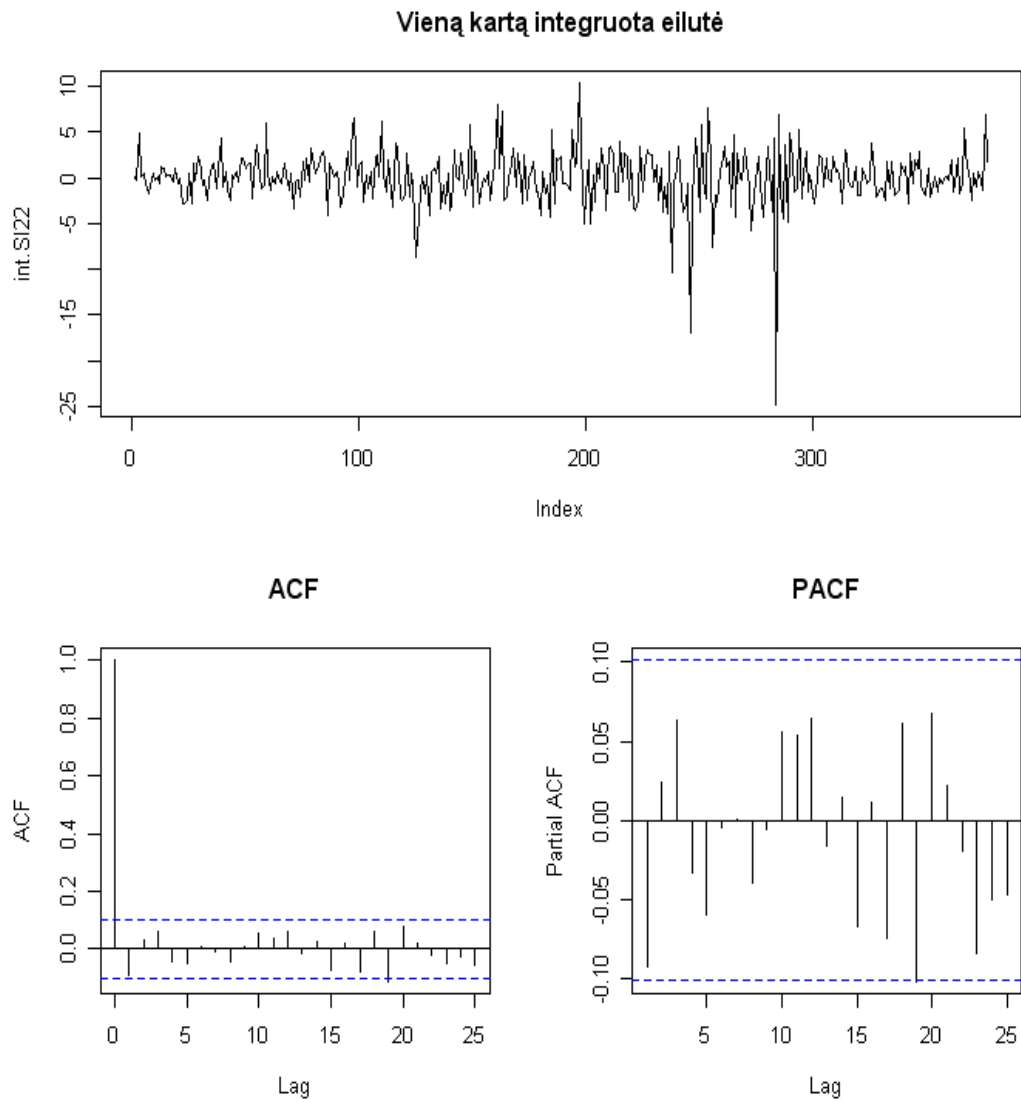 Vieną kartą integruota eilutė
int.SI22
10
5
0
-5
-15
-25
0 100 200 300
Index
ACF
ACF
1.0
0.8
0.6
0.4
0.2
0.0
0 5 10 15 20 25
Lag
PACF
Partial ACF
0.10
0.05
0.00
-0.05
-0.10
5 10 15 20 25
Lag